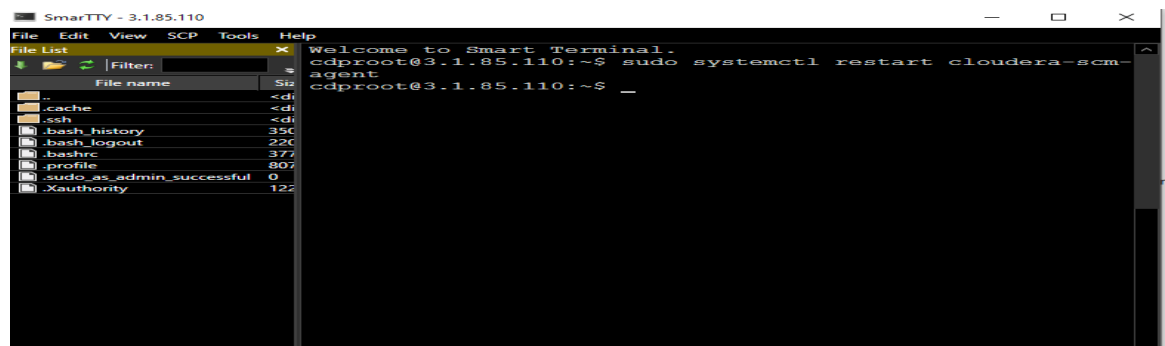 SmarTTY - 3.1.85.110
File Edit View SCP Tools Help
File List
Filter:
File name Siz
.. <di
.cache <di
.ssh <di
.bash_history 350
.bash_logout 220
.bashrc 377
.profile 807
.sudo_as_admin_successful 0
.Xauthority 122
Welcome to Smart Terminal.
cdproot@3.1.85.110:~$ sudo systemctl restart cloudera-scm-
agent
cdproot@3.1.85.110:~$ _